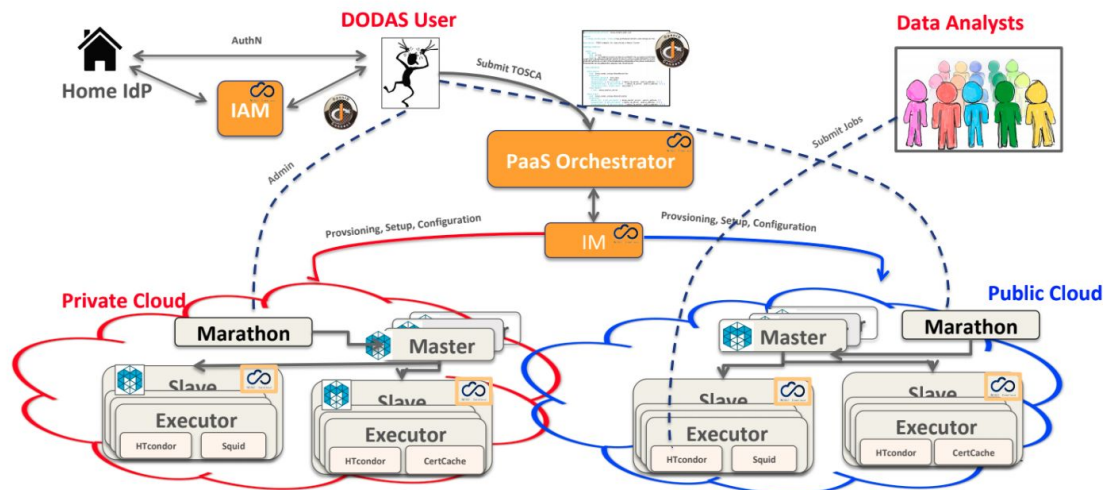 DODAS User
Data Analysts
AuthN
Home IdP
IAM
Submit TOSCA
Submit Jobs
PaaS Orchestrator
Admin
Provsioning, Setup, Configuration
Provsioning, Setup, Configuration
IM
Private Cloud
Public Cloud
Marathon
Master
Master
Marathon
Slave
Slave
Slave
Slave
Executor
Executor
Executor
Executor
HTcondor
Squid
HTcondor
CertCache
HTcondor
Squid
HTcondor
CertCache